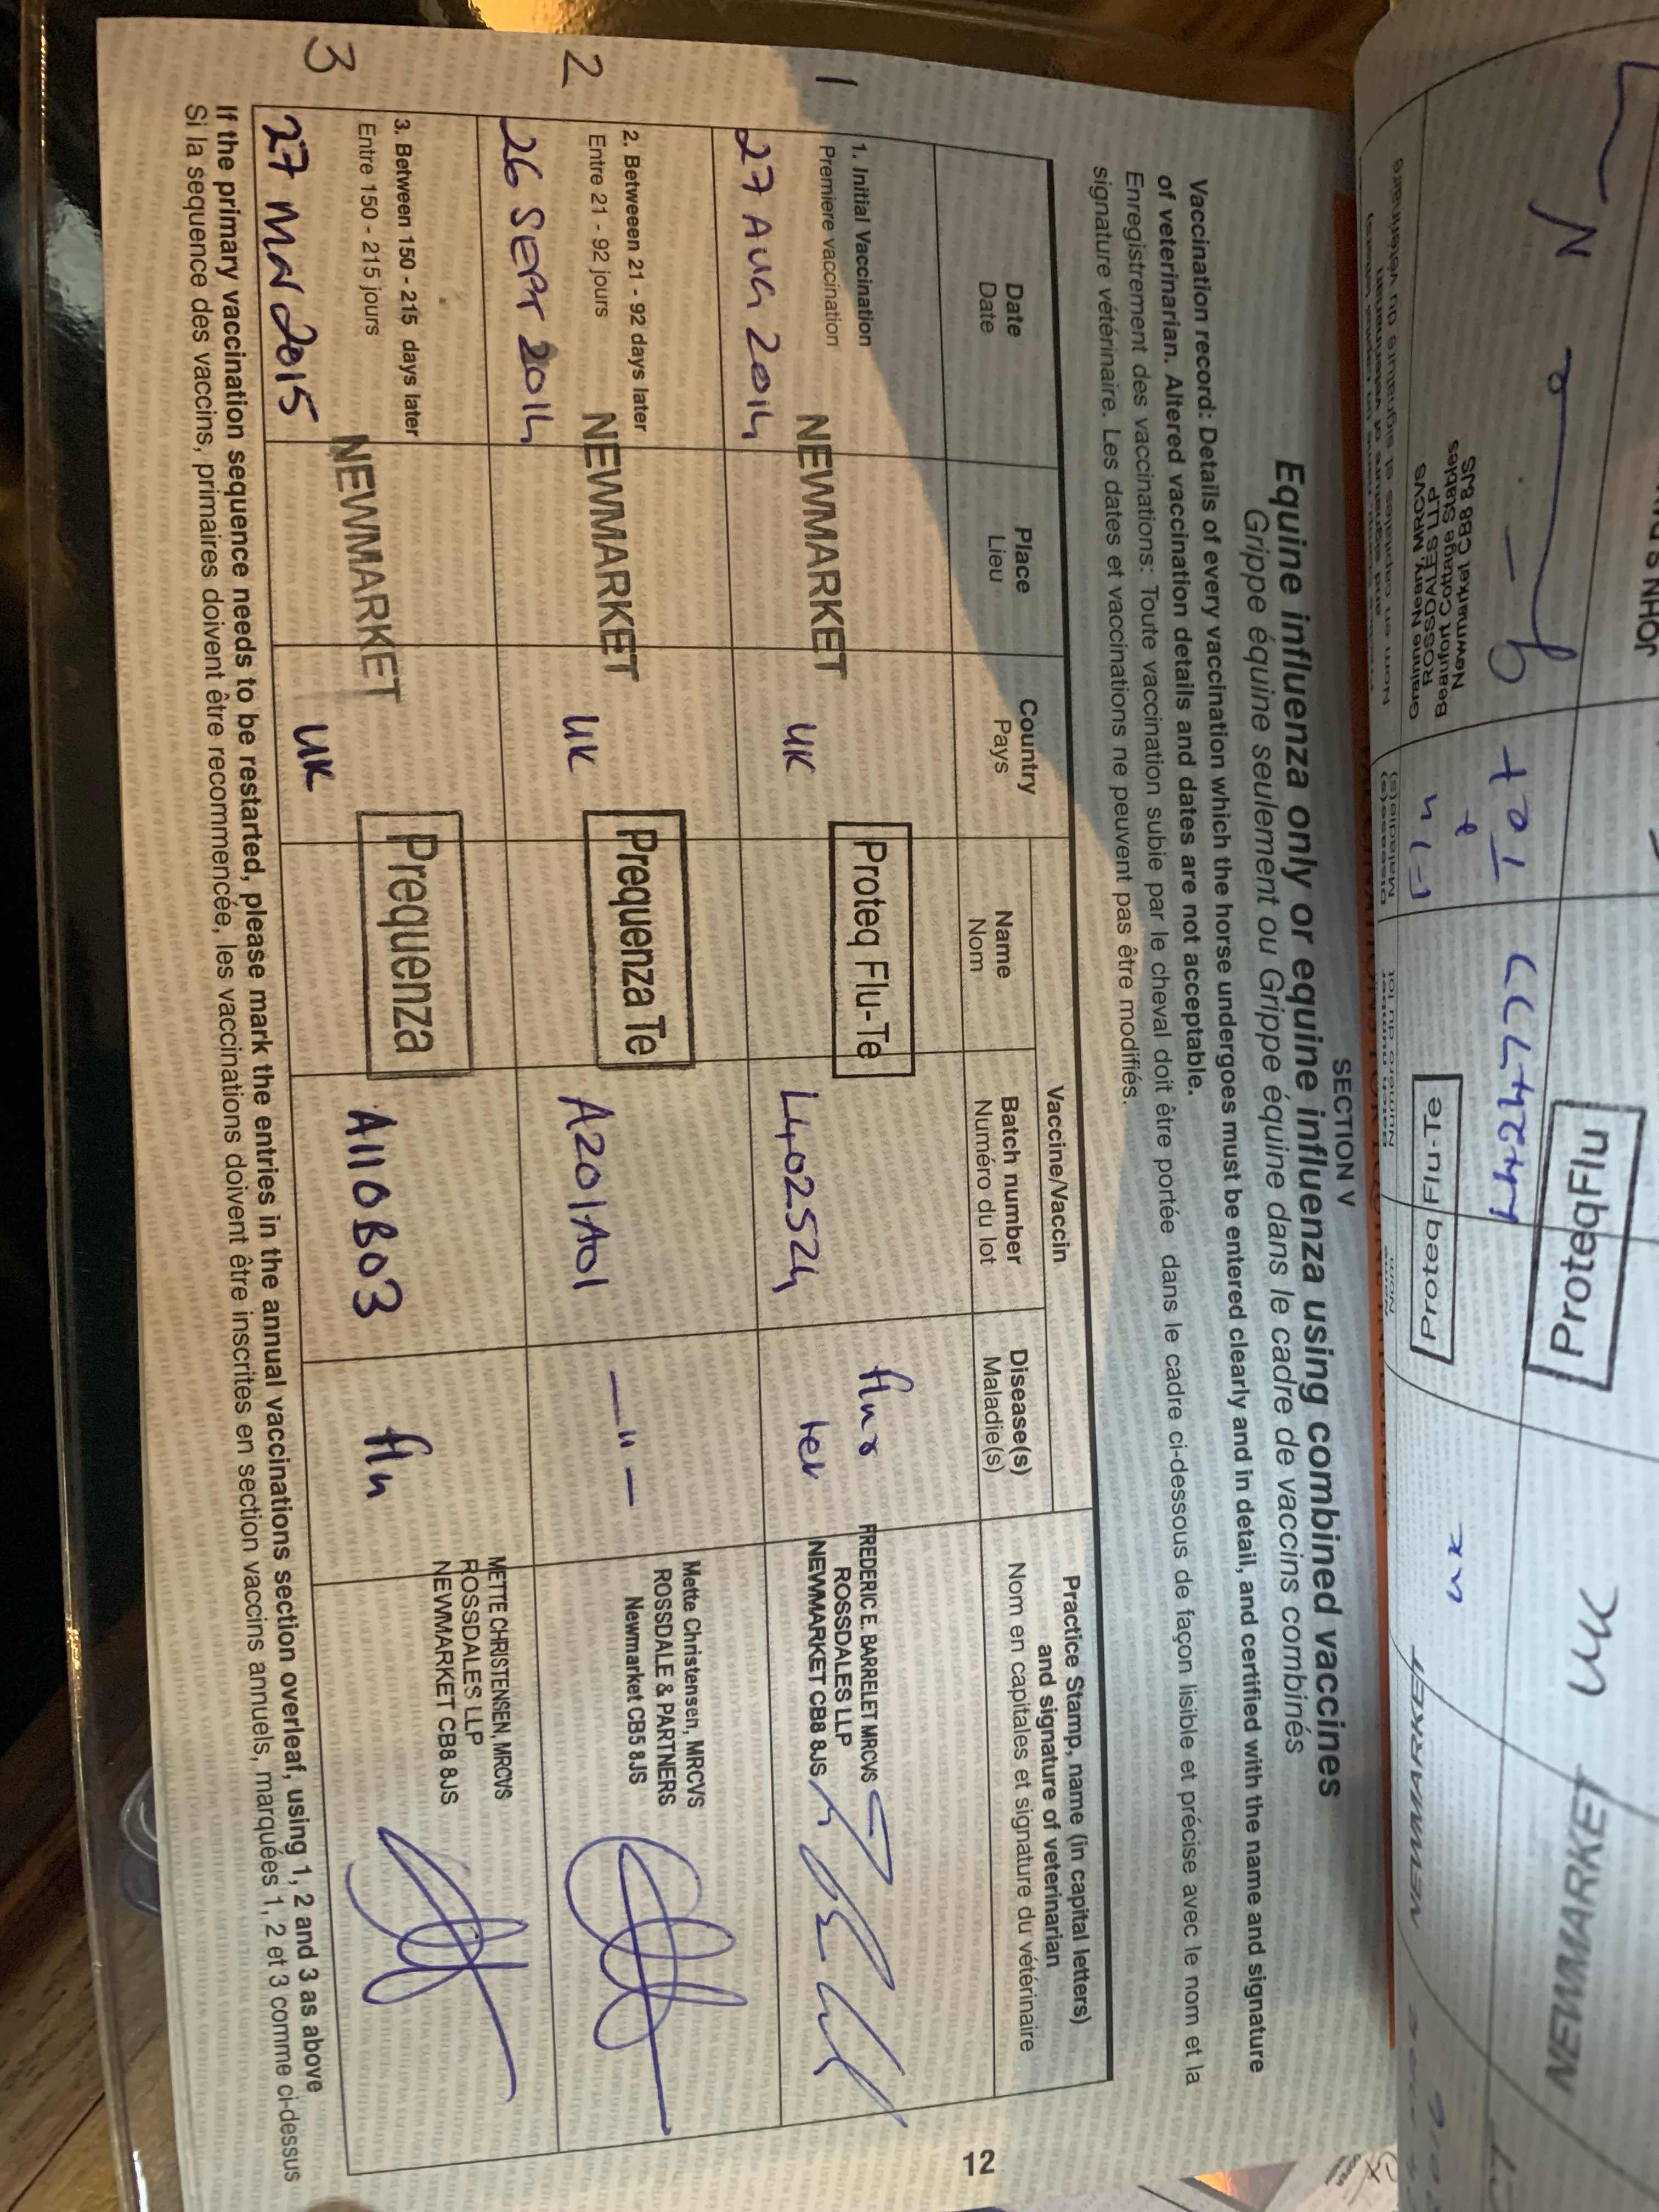 SECTION V
Equine influenza only or equine influenza using combined vaccines
Grippe équine seulement ou Grippe équine dans le cadre de vaccins combinés
Vaccination record: Details of every vaccination which the horse undergoes must be entered clearly and in detail, and certified with the name and signature
of veterinarian. Altered vaccination details and dates are not acceptable.
Enregistrement des vaccinations: Toute vaccination subie par le cheval doit être portée dans le cadre ci-dessous de façon lisible et précise avec le nom et la
signature vétérinaire. Les dates et vaccinations ne peuvent pas être modifiés.
Date
Date
Place
Lieu
Country
Pays
Vaccine/Vaccin
Name
Nom
Batch number
Numéro du lot
Disease(s)
Maladie(s)
Practice Stamp, name (in capital letters)
and signature of veterinarian
Nom en capitales et signature du vétérinaire
1
1. Initial Vaccination
Premiere vaccination
27 AUG 2014
NEWMARKET
UK
Proteq Flu-Te
L402524
flu &
tet
FREDERIC E. BARRELET MRCVS
ROSSDALES LLP
NEWMARKET CB8 8JS
2
2. Betweeen 21 - 92 days later
Entre 21 - 92 jours
26 SEPT 2014
NEWMARKET
UK
Prequenza Te
A201A01
— " —
Mette Christensen, MRCVS
ROSSDALE & PARTNERS
Newmarket CB5 8JS
3
3. Between 150 - 215 days later
Entre 150 - 215 jours
27 MAR 2015
NEWMARKET
UK
Prequenza
A110B03
flu
METTE CHRISTENSEN, MRCVS
ROSSDALES LLP
NEWMARKET CB8 8JS
If the primary vaccination sequence needs to be restarted, please mark the entries in the annual vaccinations section overleaf, using 1, 2 and 3 as above
Si la sequence des vaccins, primaires doivent être recommencée, les vaccinations doivent être inscrites en section vaccins annuels, marquées 1, 2 et 3 comme ci-dessus
12
NEWMARKET
UK
ProteqFlu
JOHN
NEWMARKET
UK
Proteq Flu-Te
Grainne Neary MRCVS
ROSSDALES LLP
Beaufort Cottage Stables
Newmarket CB8 8JS